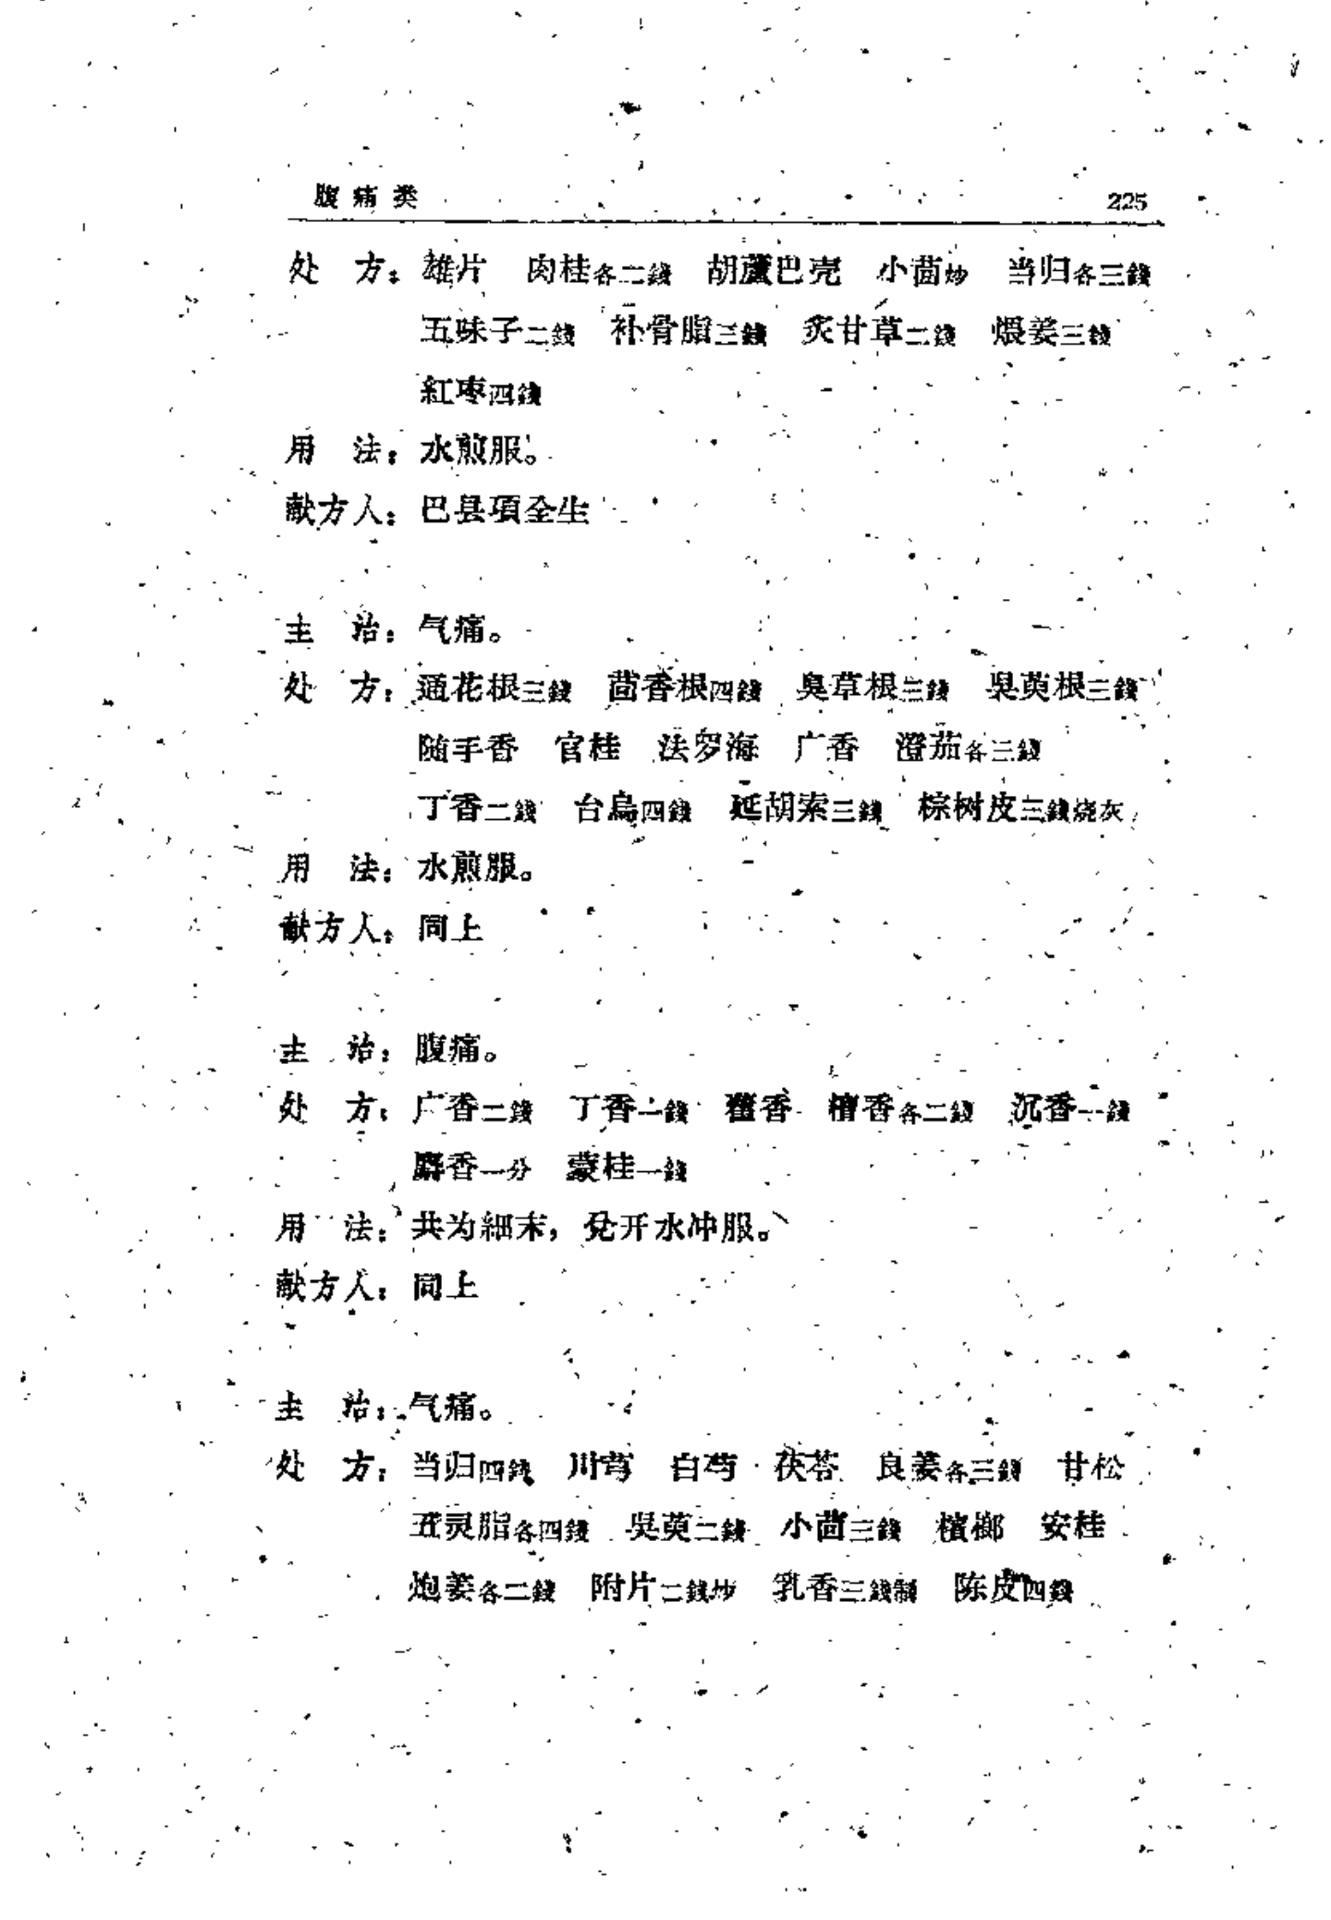 腹痛类 225
处 方：雄片 肉桂各二錢 胡蘆巴壳 小茴炒 当归各三錢
五味子二錢 补骨脂三錢 炙甘草二錢 煨姜三錢
紅枣四錢
用 法：水煎服。
献方人：巴县項全生
主 治：气痛。
处 方：通花根三錢 茴香根四錢 臭草根三錢 吳萸根三錢
随手香 官桂 法罗海 广香 澄茄各三錢
丁香二錢 台烏四錢 延胡索三錢 棕树皮三錢烧灰
用 法：水煎服。
献方人：同上
主 治：腹痛。
处 方：广香二錢 丁香一錢 藿香 檀香各二錢 沉香一錢
麝香一分 蒙桂一錢
用 法：共为細末，兌开水冲服。
献方人：同上
主 治：气痛。
处 方：当归四錢 川芎 白芍 茯苓 良姜各三錢 甘松
五灵脂各四錢 吳萸二錢 小茴三錢 檳榔 安桂
炮姜各二錢 附片二錢炒 乳香三錢制 陈皮四錢